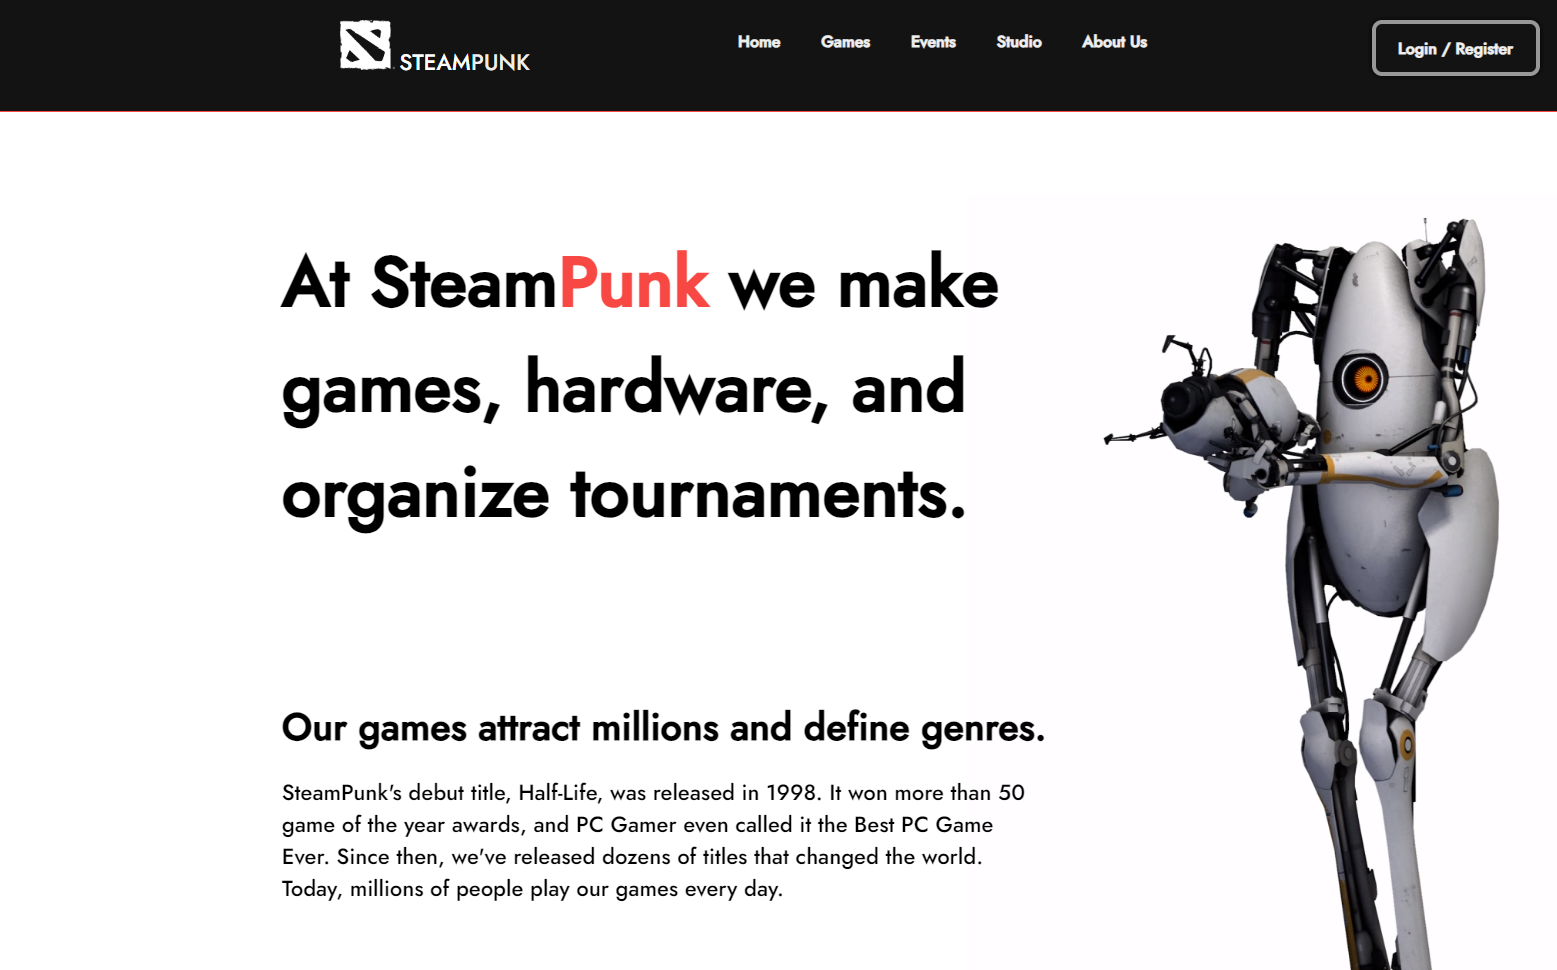 STEAMPUNK
Home Games Events Studio About Us
Login / Register
At SteamPunk we make
games, hardware, and
organize tournaments.
Our games attract millions and define genres.
SteamPunk's debut title, Half-Life, was released in 1998. It won more than 50
game of the year awards, and PC Gamer even called it the Best PC Game
Ever. Since then, we've released dozens of titles that changed the world.
Today, millions of people play our games every day.